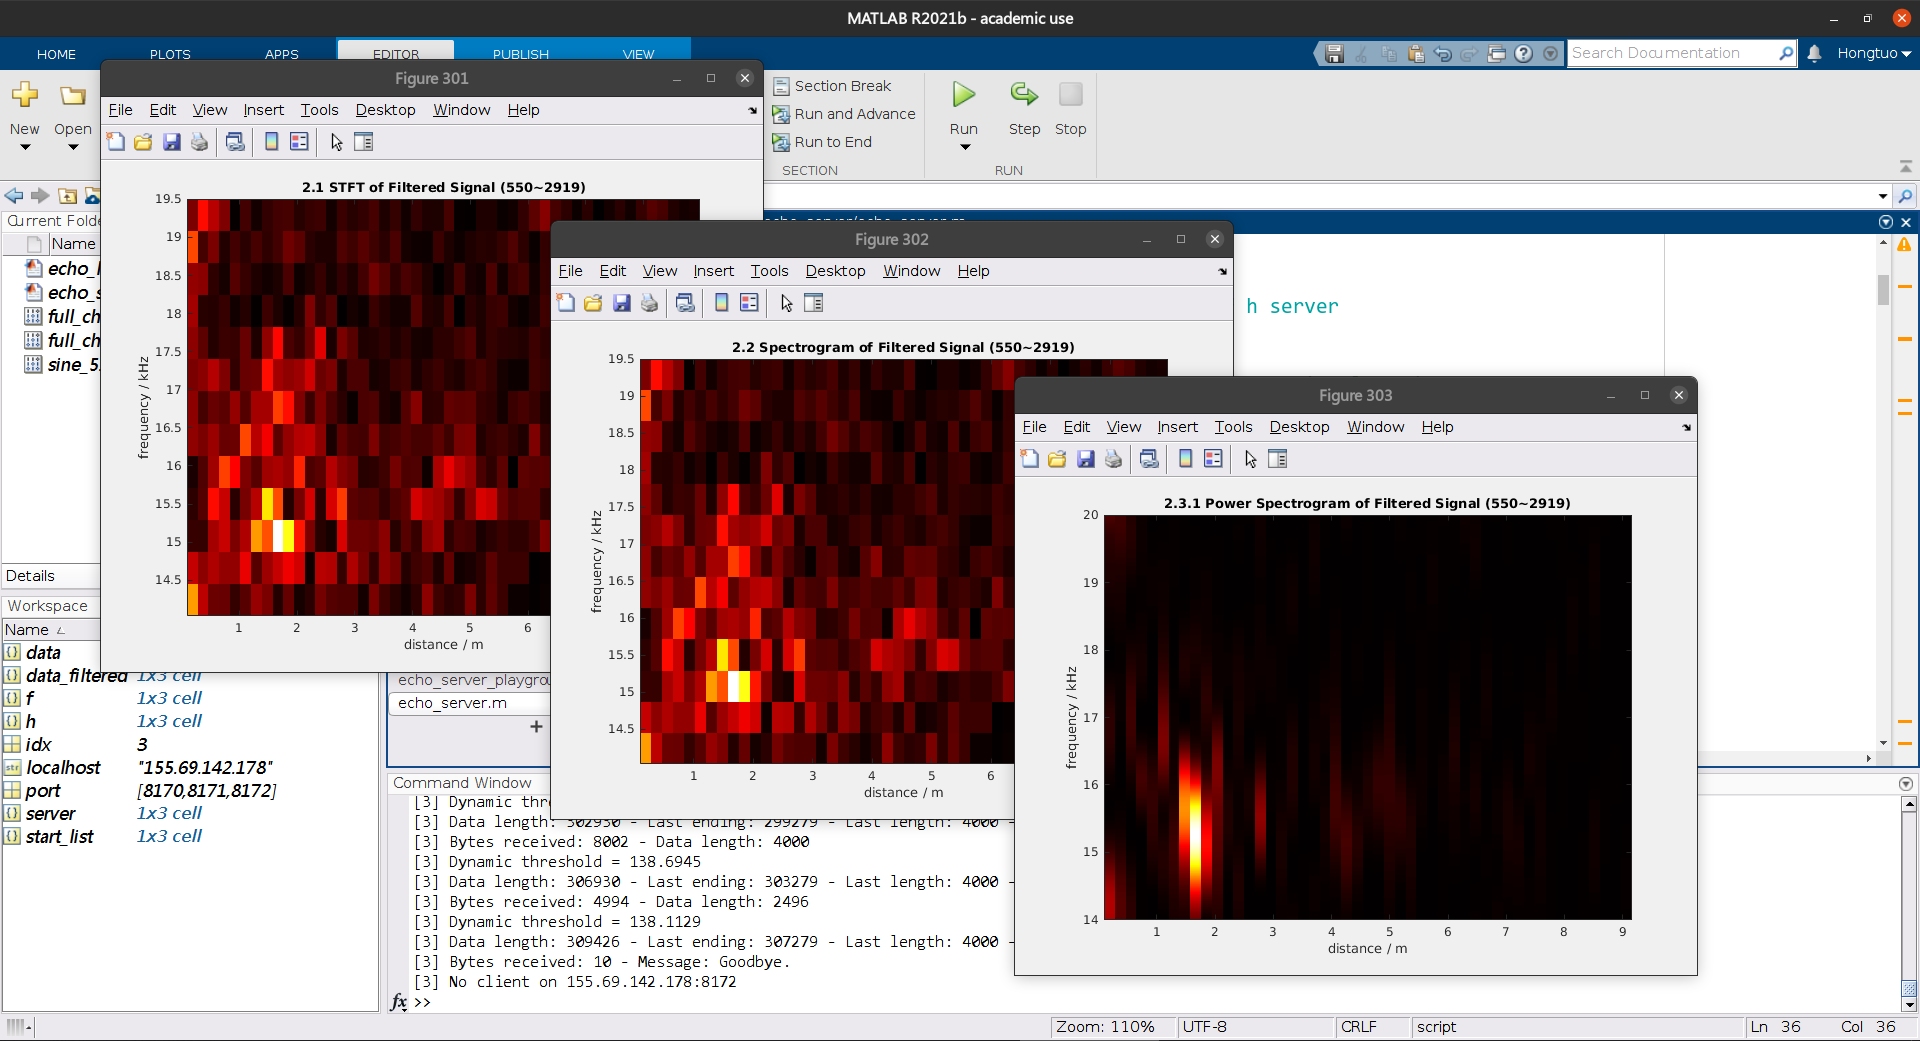 MATLAB R2021b - academic use
HOME PLOTS APPS EDITOR PUBLISH VIEW
Search Documentation
Hongtuo
New Open
Section Break
Run and Advance
Run to End
SECTION
Run Step Stop
RUN
Current Folde
Name
echo_
echo_s
full_ch
full_ch
sine_5
Details
Workspace
Name
data
data_filtered 1x3 cell
f 1x3 cell
h 1x3 cell
idx 3
localhost "155.69.142.178"
port [8170,8171,8172]
server 1x3 cell
start_list 1x3 cell
Figure 301
File Edit View Insert Tools Desktop Window Help
2.1 STFT of Filtered Signal (550~2919)
19.5
19
18.5
18
17.5
17
16.5
16
15.5
15
14.5
frequency / kHz
1 2 3 4 5 6
distance / m
echo_server/echo_server.m
h server
Figure 302
File Edit View Insert Tools Desktop Window Help
2.2 Spectrogram of Filtered Signal (550~2919)
19.5
19
18.5
18
17.5
17
16.5
16
15.5
15
14.5
frequency / kHz
1 2 3 4 5 6
distance / m
Figure 303
File Edit View Insert Tools Desktop Window Help
2.3.1 Power Spectrogram of Filtered Signal (550~2919)
20
19
18
17
16
15
14
frequency / kHz
1 2 3 4 5 6 7 8 9
distance / m
echo_server_playgro
echo_server.m
+
Command Window
[3] Dynamic thre
[3] Data length: 302930 - Last ending: 299279 - Last length: 4000 -
[3] Bytes received: 8002 - Data length: 4000
[3] Dynamic threshold = 138.6945
[3] Data length: 306930 - Last ending: 303279 - Last length: 4000 -
[3] Bytes received: 4994 - Data length: 2496
[3] Dynamic threshold = 138.1129
[3] Data length: 309426 - Last ending: 307279 - Last length: 4000 -
[3] Bytes received: 10 - Message: Goodbye.
[3] No client on 155.69.142.178:8172
fx >>
Zoom: 110% UTF-8 CRLF script Ln 36 Col 36